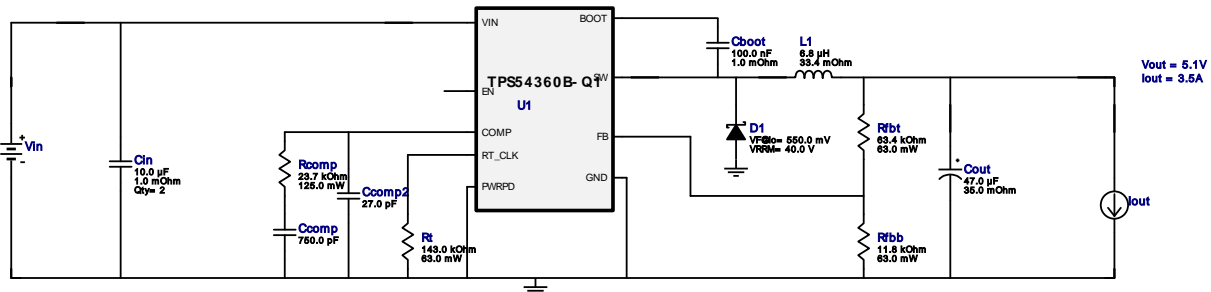 VIN
BOOT
Cboot
100.0 nF
1.0 mOhm
L1
6.8 µH
33.4 mOhm
Vout = 5.1V
Iout = 3.5A
TPS54360B-Q1
SW
EN
U1
COMP
FB
D1
VF@Io= 550.0 mV
VRRM= 40.0 V
Rfbt
63.4 kOhm
63.0 mW
Vin
Cin
10.0 µF
1.0 mOhm
Qty= 2
Rcomp
23.7 kOhm
125.0 mW
RT_CLK
Ccomp2
27.0 pF
PWRPD
GND
Cout
47.0 µF
35.0 mOhm
Iout
Ccomp
750.0 pF
Rt
143.0 kOhm
63.0 mW
Rfbb
11.8 kOhm
63.0 mW